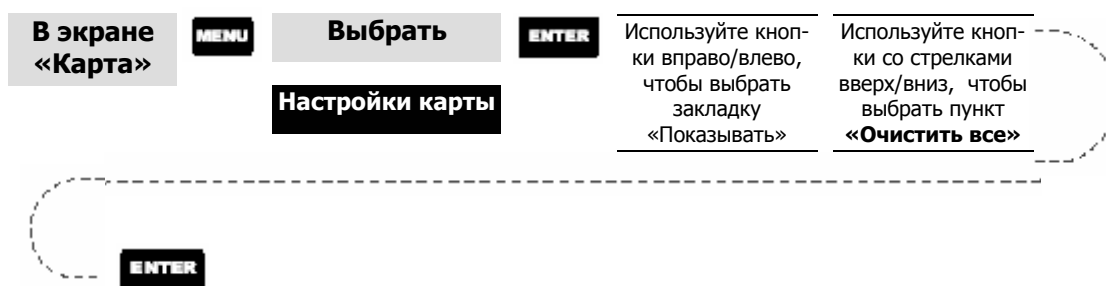 В экране
«Карта»
MENU
Выбрать
Настройки карты
ENTER
Используйте кноп-
ки вправо/влево,
чтобы выбрать
закладку
«Показывать»
Используйте кноп-
ки со стрелками
вверх/вниз, чтобы
выбрать пункт
«Очистить все»
ENTER